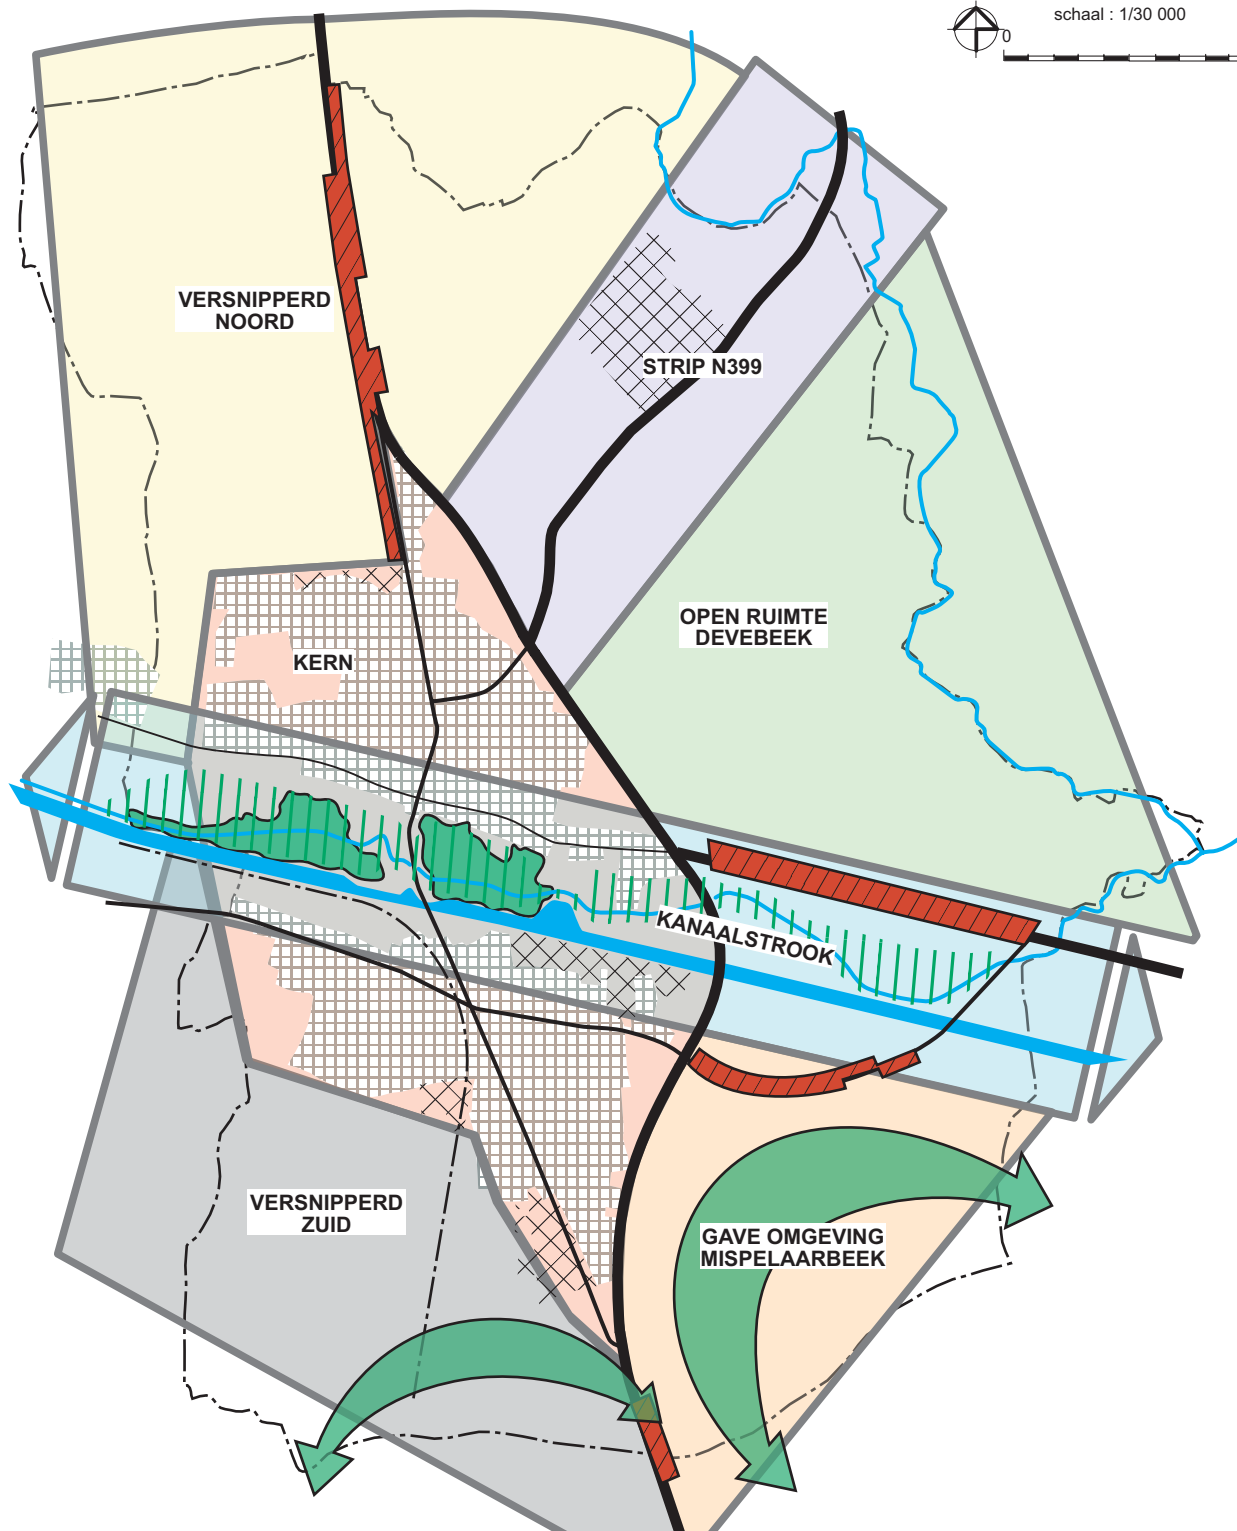 schaal : 1/30 000
0
VERSNIPPERD
NOORD
STRIP N399
OPEN RUIMTE
DEVEBEEK
KERN
KANAALSTROOK
VERSNIPPERD
ZUID
GAVE OMGEVING
MISPELAARBEEK